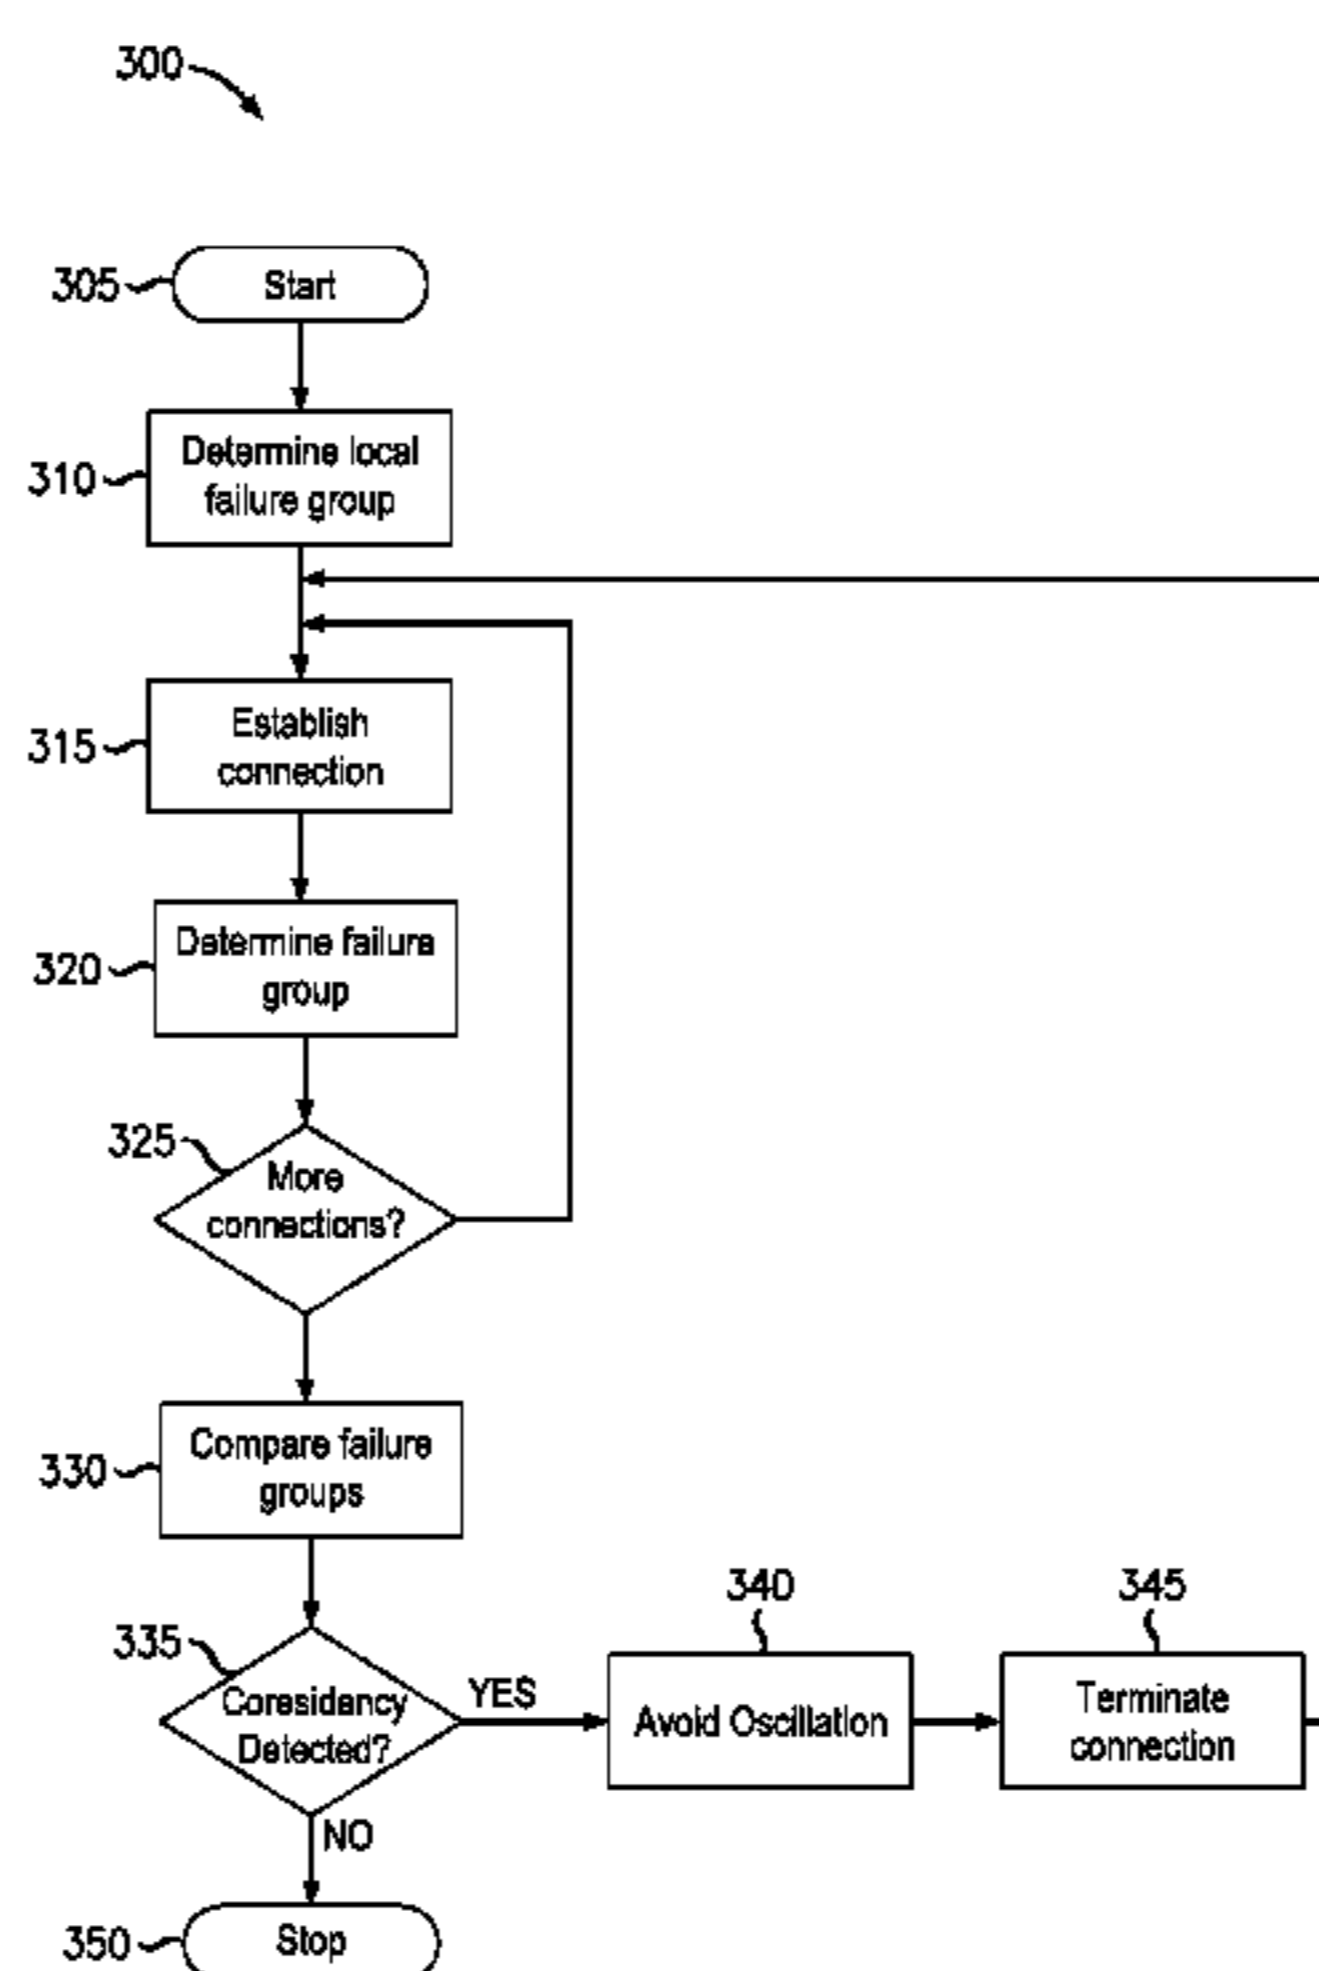 300
305
Start
310
Determine local
failure group
315
Establish
connection
320
Determine failure
group
325
More
connections?
330
Compare failure
groups
335
Coresidency
Detected?
YES
340
Avoid Oscillation
345
Terminate
connection
NO
350
Stop